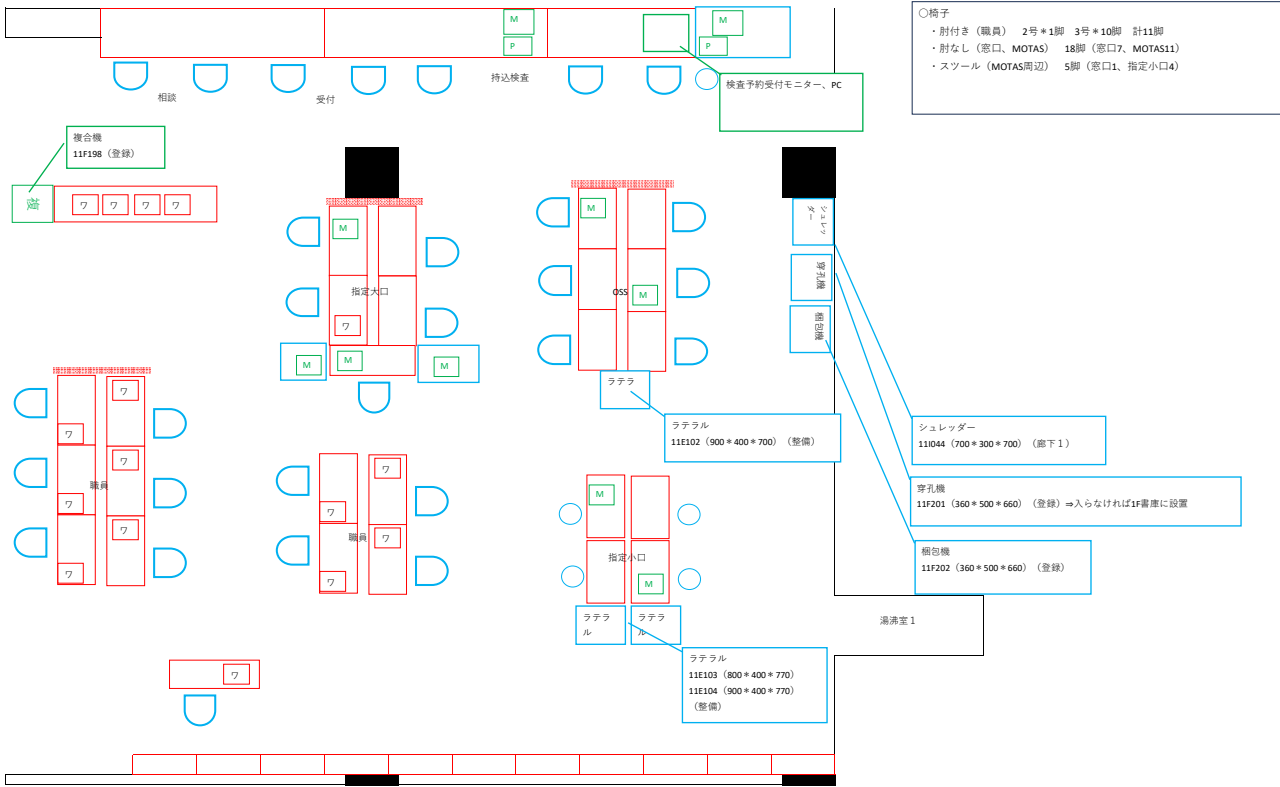 ○椅子
・肘付き（職員）　2号＊1脚　3号＊10脚　計11脚
・肘なし（窓口、MOTAS）　18脚（窓口7、MOTAS11）
・スツール（MOTAS周辺）　5脚（窓口1、指定小口4）
M
P
M
P
持込検査
相談
受付
検査予約受付モニター、PC
複合機
11F198（登録）
複
ワ
ワ
ワ
ワ
M
指定大口
ワ
M
M
M
M
OSS
M
ラテラ
シュレッ
ダー
穿孔機
梱包機
ラテラル
11E102（900＊400＊700）（整備）
シュレッダー
11I044（700＊300＊700）（廊下１）
穿孔機
11F201（360＊500＊660）（登録）⇒入らなければ1F書庫に設置
梱包機
11F202（360＊500＊660）（登録）
ワ
ワ
ワ
職員
ワ
ワ
ワ
ワ
ワ
職員
ワ
ワ
M
指定小口
M
ラテラ
ル
ラテラ
ル
湯沸室１
ラテラル
11E103（800＊400＊770）
11E104（900＊400＊770）
（整備）
ワ